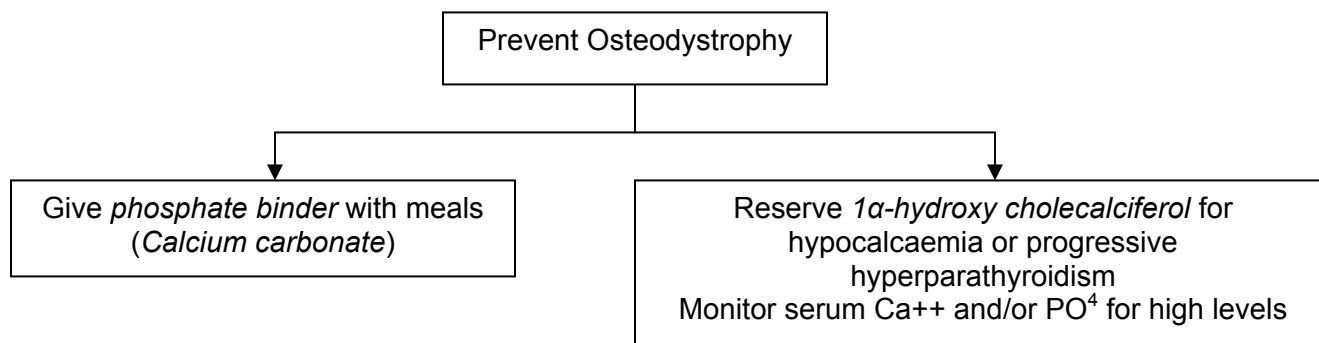 Prevent Osteodystrophy
Give phosphate binder with meals
(Calcium carbonate)
Reserve 1α-hydroxy cholecalciferol for
hypocalcaemia or progressive
hyperparathyroidism
Monitor serum Ca++ and/or PO⁴ for high levels